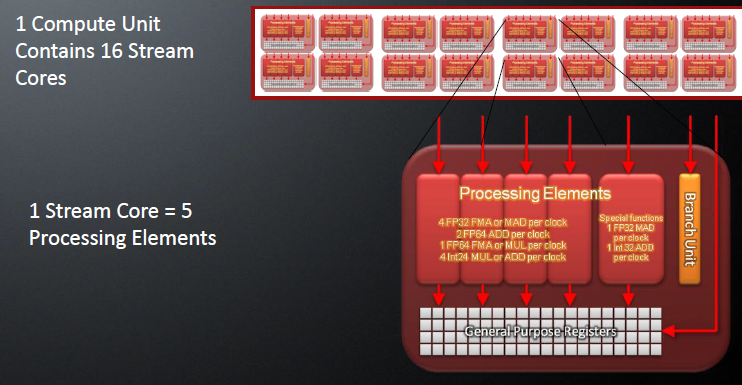 1 Compute Unit
Contains 16 Stream
Cores
1 Stream Core = 5
Processing Elements
Processing Elements
4 FP32 FMA or MAD per clock
2 FP64 ADD per clock
1 FP64 FMA or MUL per clock
4 Int24 MUL or ADD per clock
Special functions
1 FP32 MAD
per clock
1 Int 32 ADD
per clock
Branch Unit
General Purpose Registers